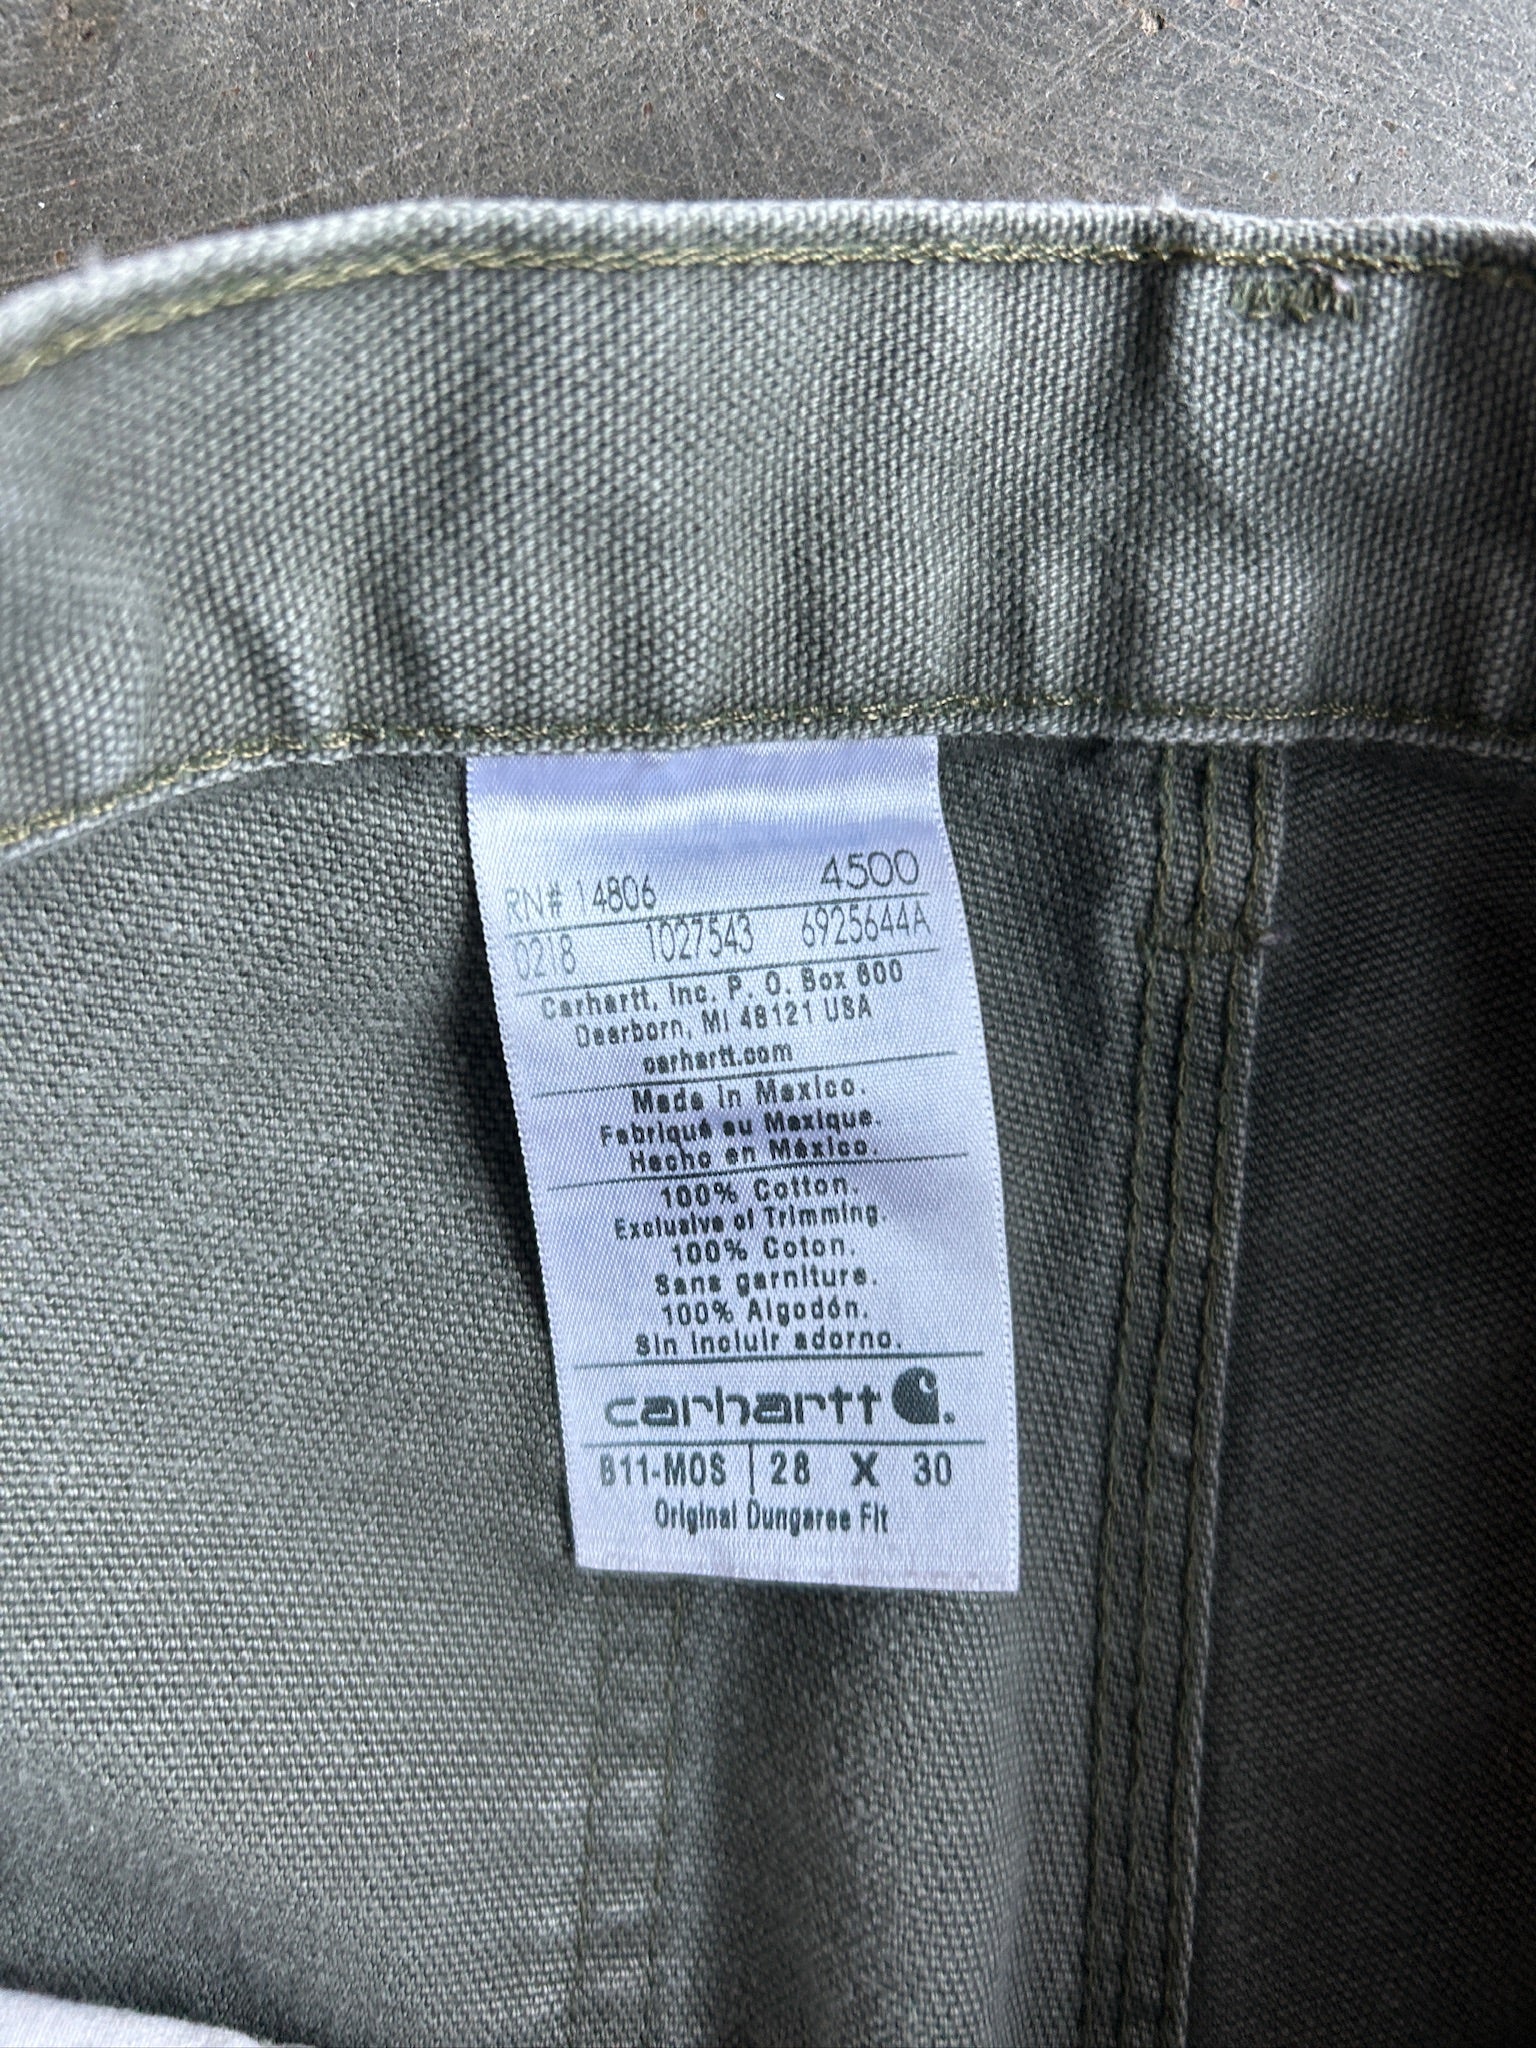 RN# 14806 4500
0218 1027543 6925644A
Carhartt, Inc. P. O. Box 600
Dearborn, MI 48121 USA
carhartt.com
Made in Mexico.
Fabriqué au Mexique.
Hecho en México.
100% Cotton.
Exclusive of Trimming.
100% Coton.
Sans garniture.
100% Algodón.
Sin incluir adorno.
carhartt
B11-MOS | 28 X 30
Original Dungaree Fit